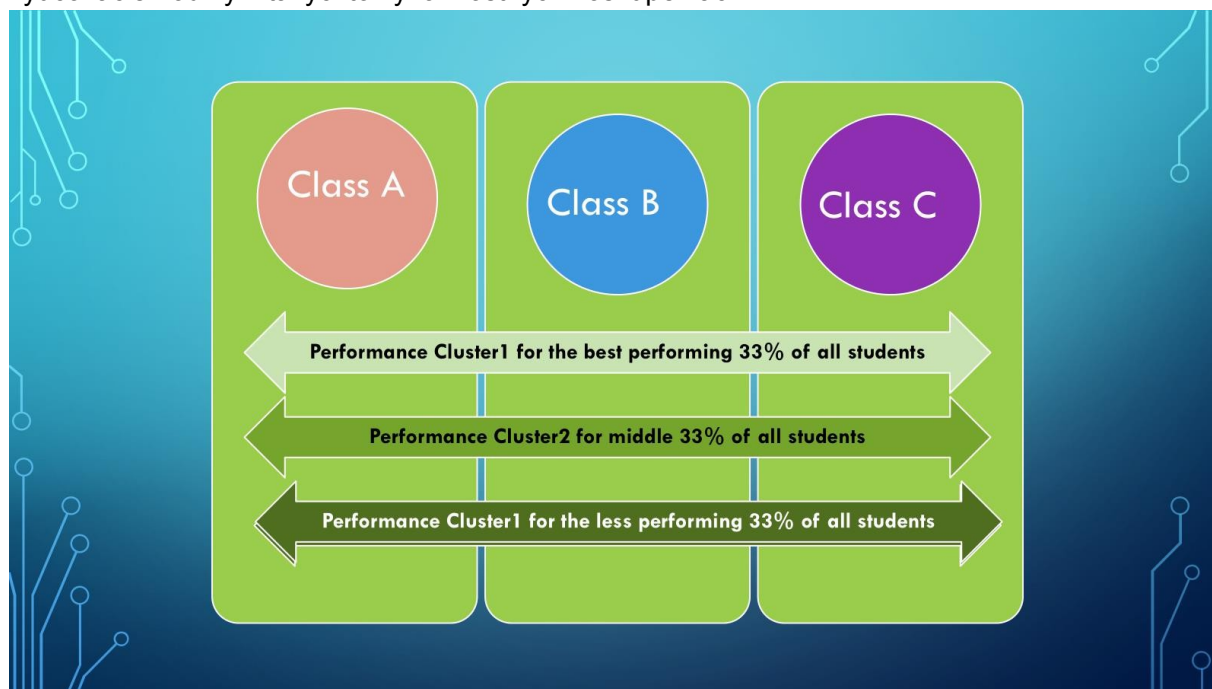 Class A
Class B
Class C
Performance Cluster1 for the best performing 33% of all students
Performance Cluster2 for middle 33% of all students
Performance Cluster1 for the less performing 33% of all students